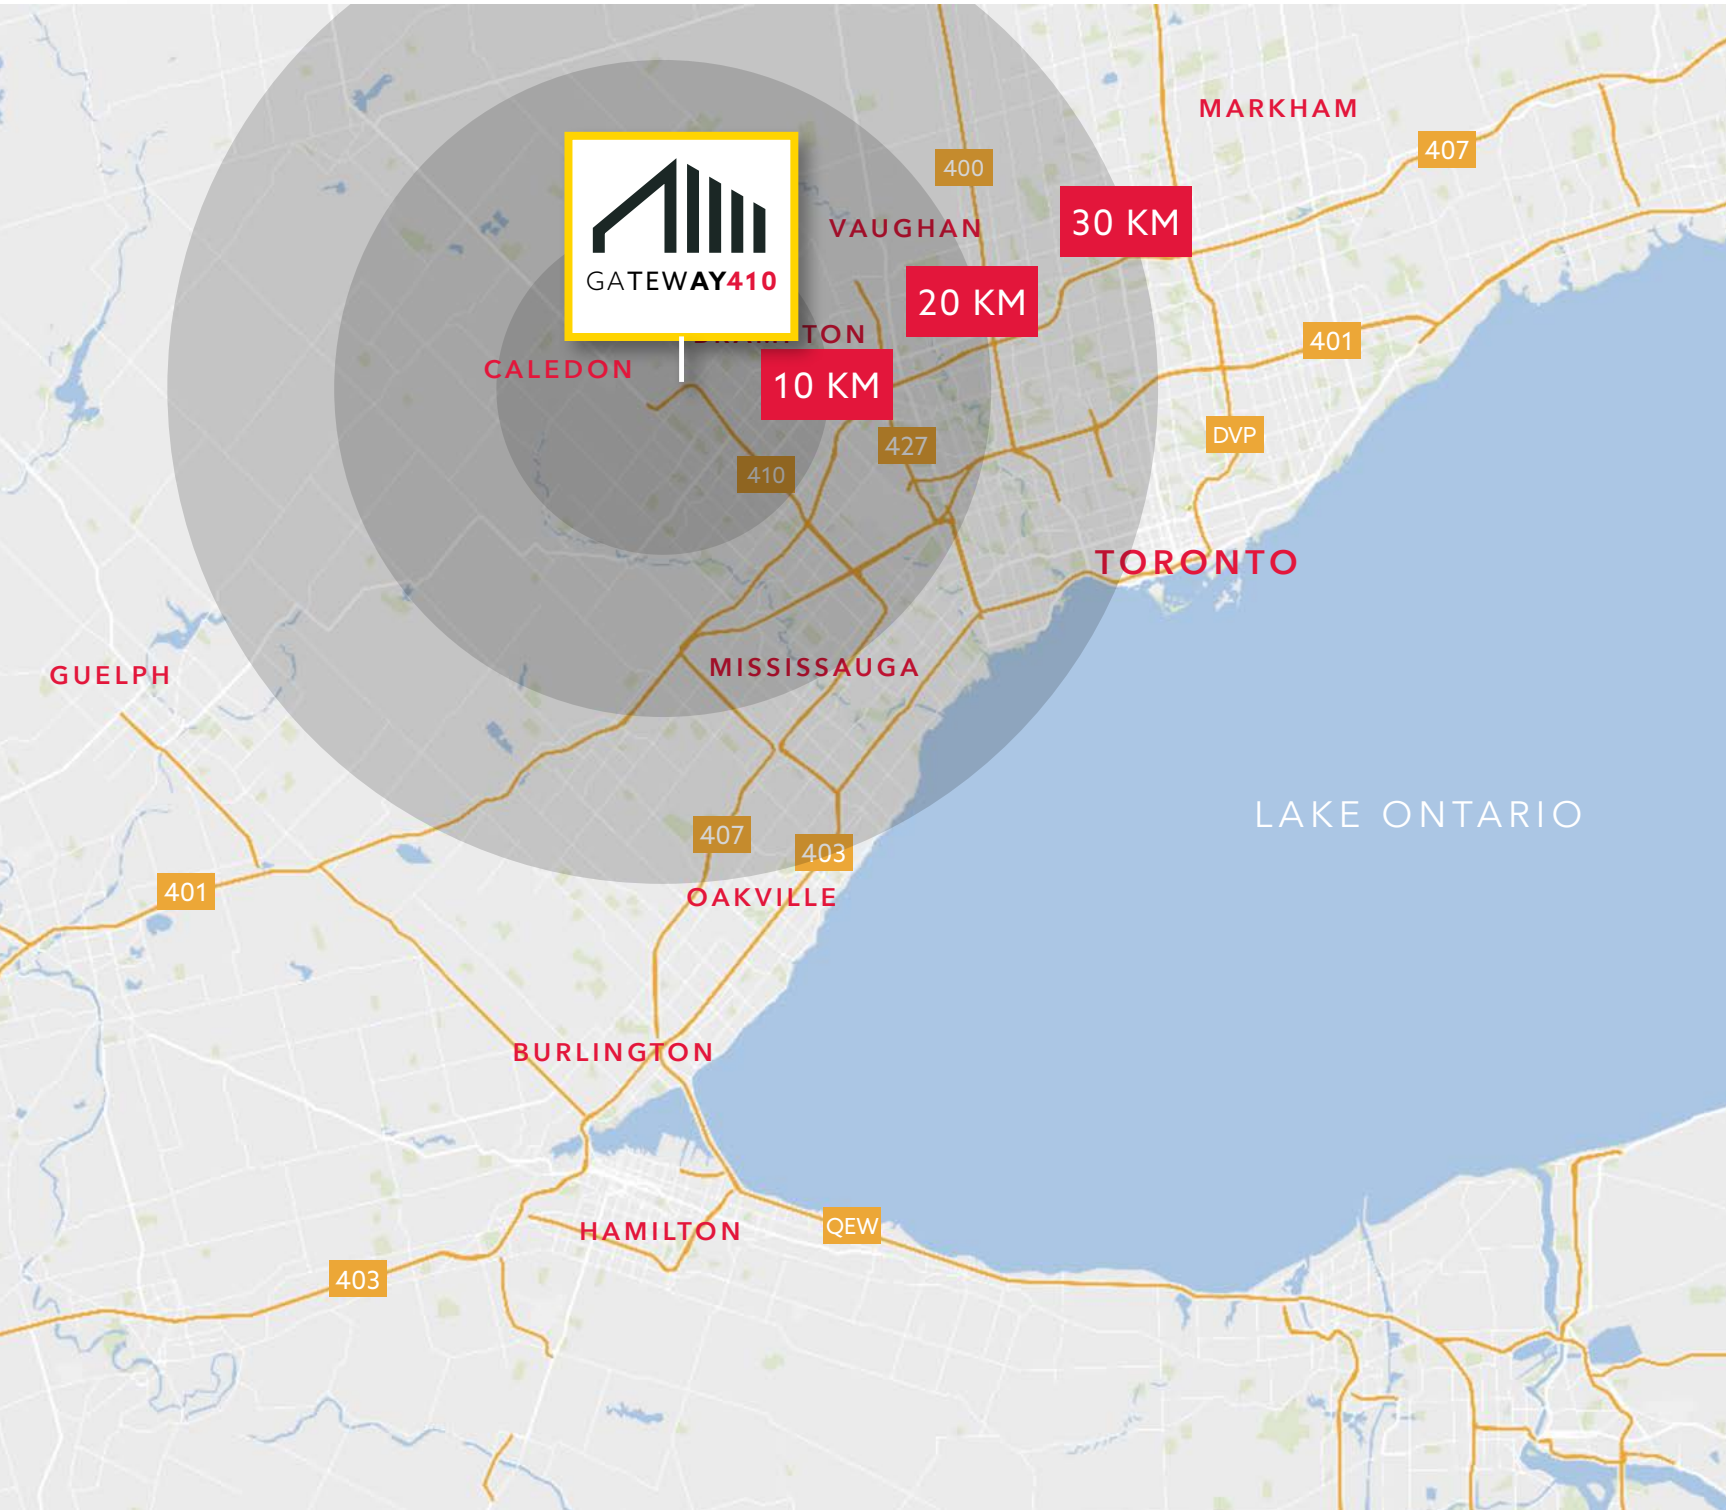 MARKHAM
407
400
30 KM
VAUGHAN
GATEWAY410
20 KM
TON
401
CALEDON
10 KM
427
DVP
410
TORONTO
MISSISSAUGA
GUELPH
LAKE ONTARIO
407
403
401
OAKVILLE
BURLINGTON
HAMILTON
QEW
403